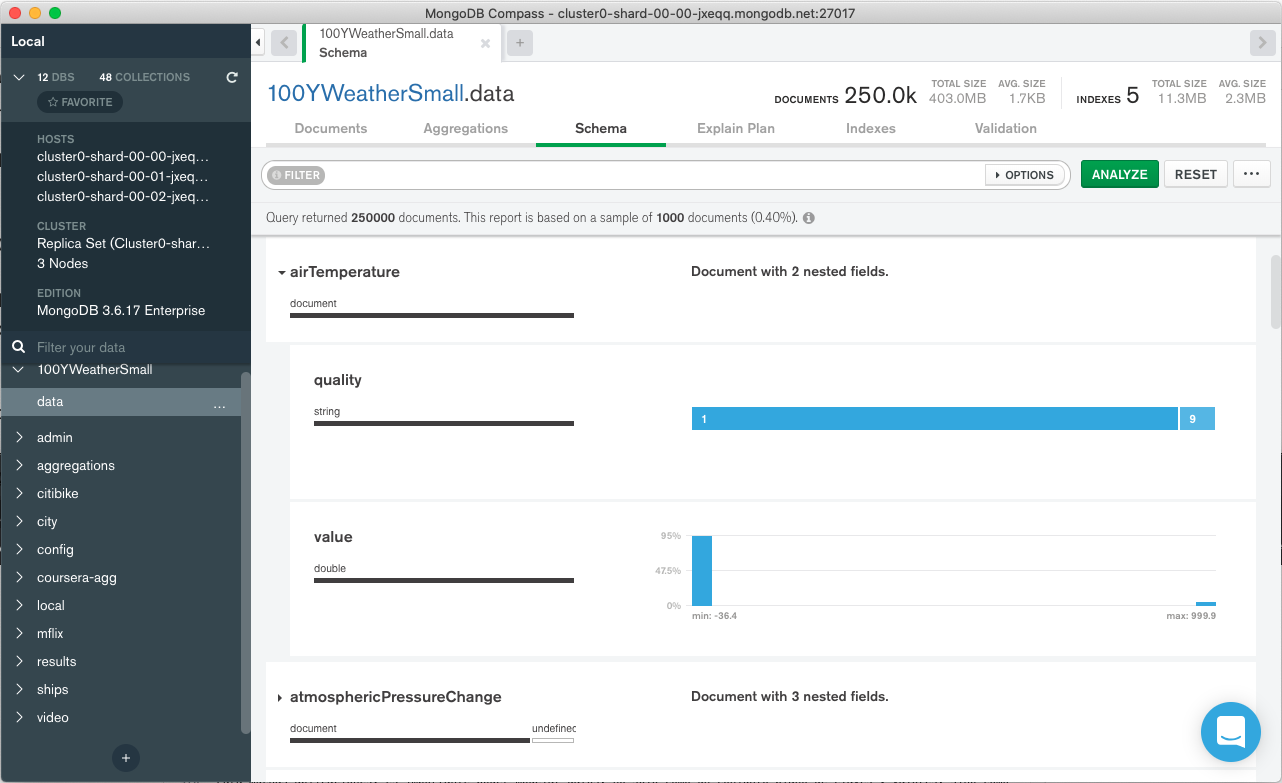 MongoDB Compass - cluster0-shard-00-00-jxeqq.mongodb.net:27017
Local
12 DBS 48 COLLECTIONS
FAVORITE
HOSTS
cluster0-shard-00-00-jxeq...
cluster0-shard-00-01-jxeq...
cluster0-shard-00-02-jxeq...
CLUSTER
Replica Set (Cluster0-shar...
3 Nodes
EDITION
MongoDB 3.6.17 Enterprise
Filter your data
100YWeatherSmall
data ...
admin
aggregations
citibike
city
config
coursera-agg
local
mflix
results
ships
video
+
100YWeatherSmall.data
Schema
+
100YWeatherSmall.data
DOCUMENTS 250.0k
TOTAL SIZE AVG. SIZE
403.0MB 1.7KB
INDEXES 5
TOTAL SIZE AVG. SIZE
11.3MB 2.3MB
Documents Aggregations Schema Explain Plan Indexes Validation
FILTER OPTIONS ANALYZE RESET ...
Query returned 250000 documents. This report is based on a sample of 1000 documents (0.40%).
airTemperature Document with 2 nested fields.
document
quality
string
1 9
value
double
95%
47.5%
0%
min: -36.4 max: 999.9
atmosphericPressureChange Document with 3 nested fields.
document undefined